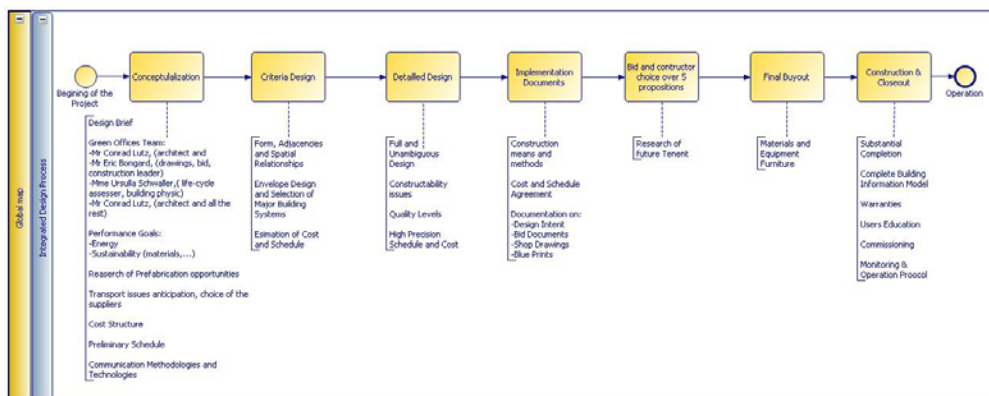 Global map
Integrated Design Process
Begining of the
Project
Conceptulalization
Criteria Design
Detailled Design
Implementation
Documents
Bid and contructor
choice over 5
propositions
Final Buyout
Construction &
Closeout
Operation
Design Brief
Green Offices Team:
-Mr Conrad Lutz, (architect and
-Mr Eric Bongard, (drawings, bid,
construction leader)
-Mme Ursulla Schwaller,( life-cycle
assesser, building physic)
-Mr Conrad Lutz, (architect and all the
rest)
Performance Goals:
-Energy
-Sustainability (materials,...)
Reaserch of Prefabrication opportunities
Transport issues anticipation, choice of the
suppliers
Cost Structure
Preliminary Schedule
Communication Methodologies and
Technologies
Form, Adjacencies
and Spatial
Relationships
Envelope Design
and Selection of
Major Building
Systems
Esimation of Cost
and Schedule
Full and
Unambiguous
Design
Constructability
issues
Quality Levels
High Precision
Schedule and Cost
Construction
means and
methods
Cost and Schedule
Agreement
Documentation on:
-Design Intent
-Bid Documents
-Shop Drawings
-Blue Prints
Research of
future Tenent
Materials and
Equipment
Furniture
Substantial
Completion
Complete Building
Information Model
Warranties
Users Education
Commissioning
Monitoring &
Operation Proocol